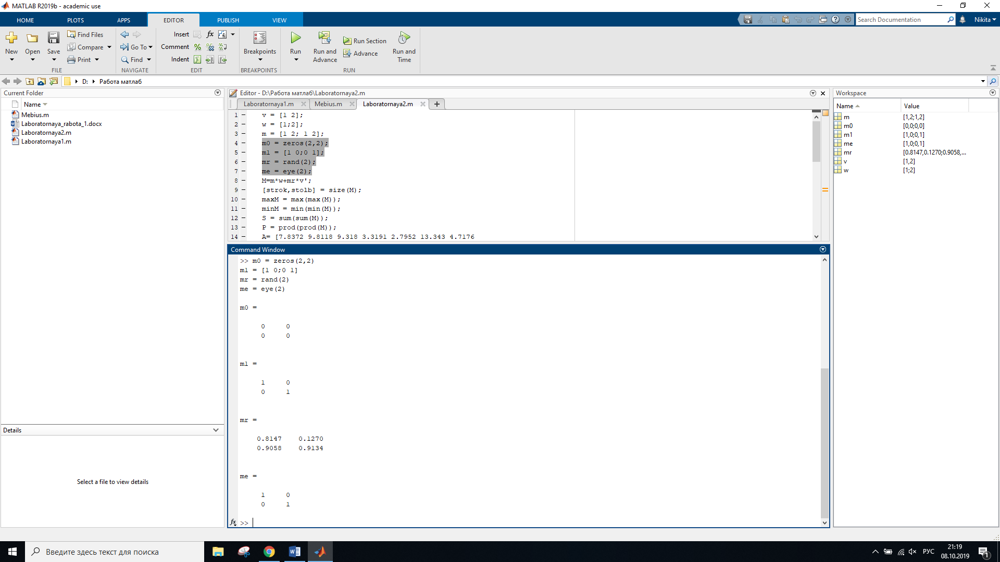 MATLAB R2019b - academic use
HOME PLOTS APPS EDITOR PUBLISH VIEW
Search Documentation
Nikita
New
Open
Save
Find Files
Compare
Print
FILE
Go To
Find
NAVIGATE
Insert
fx
Comment
Indent
EDIT
Breakpoints
BREAKPOINTS
Run
Run and Advance
Run Section
Advance
Run and Time
RUN
D: Работа матлаб
Current Folder
Name
Mebius.m
Laboratornaya_rabota_1.docx
Laboratornaya2.m
Laboratornaya1.m
Details
Select a file to view details
Editor - D:\Работа матлаб\Laboratornaya2.m
Laboratornaya1.m Mebius.m Laboratornaya2.m
1 – v = [1 2];
2 – w = [1;2];
3 – m = [1 2; 1 2];
4 – m0 = zeros(2,2);
5 – m1 = [1 0;0 1];
6 – mr = rand(2);
7 – me = eye(2);
8 – M=m*w+mr*v';
9 – [strok,stolb] = size(M);
10 – maxM = max(max(M));
11 – minM = min(min(M));
12 – S = sum(sum(M));
13 – P = prod(prod(M));
14 – A= [7.8372 9.8118 9.318 3.3191 2.7952 13.343 4.7176
Command Window
>> m0 = zeros(2,2)
m1 = [1 0;0 1]
mr = rand(2)
me = eye(2)
m0 =
0 0
0 0
m1 =
1 0
0 1
mr =
0.8147 0.1270
0.9058 0.9134
me =
1 0
0 1
fx >>
Workspace
Name Value
m [1,2;1,2]
m0 [0,0;0,0]
m1 [1,0;0,1]
me [1,0;0,1]
mr [0.8147,0.1270;0.9058,...
v [1,2]
w [1;2]
Введите здесь текст для поиска
РУС
21:19
08.10.2019
1